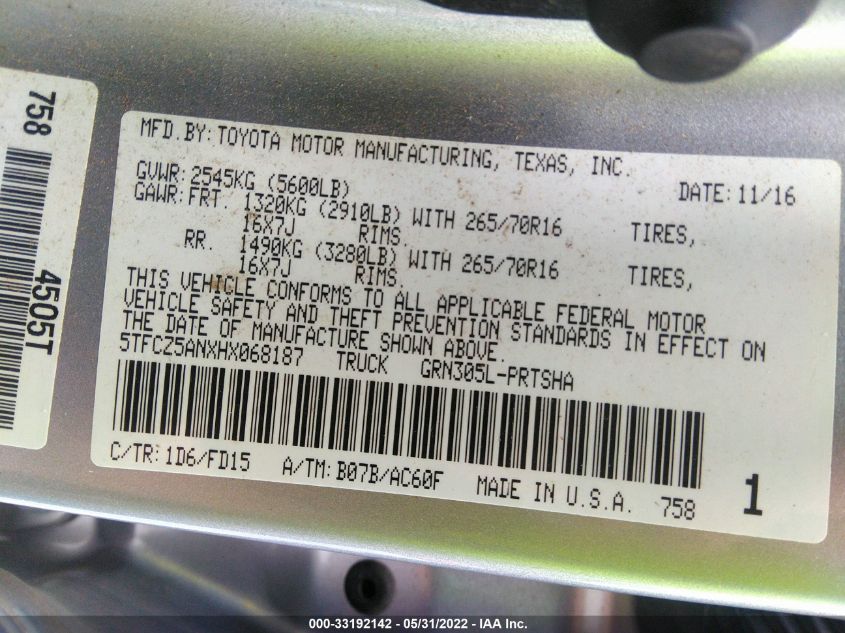 758
4505T
MFD.BY: TOYOTA MOTOR MANUFACTURING, TEXAS, INC.
DATE: 11/16
GVWR: 2545KG (5600LB)
GAWR: FRT. 1320KG (2910LB) WITH 265/70R16 TIRES,
16X7J RIMS.
RR. 1490KG (3280LB) WITH 265/70R16 TIRES,
16X7J RIMS.
THIS VEHICLE CONFORMS TO ALL APPLICABLE FEDERAL MOTOR
VEHICLE SAFETY AND THEFT PREVENTION STANDARDS IN EFFECT ON
THE DATE OF MANUFACTURE SHOWN ABOVE.
5TFCZ5ANXHX068187 TRUCK GRN305L-PRTSHA
C/TR: 1D6/FD15 A/TM: B07B/AC60F MADE IN U.S.A. 758 1
000-33192142 - 05/31/2022 - IAA Inc.